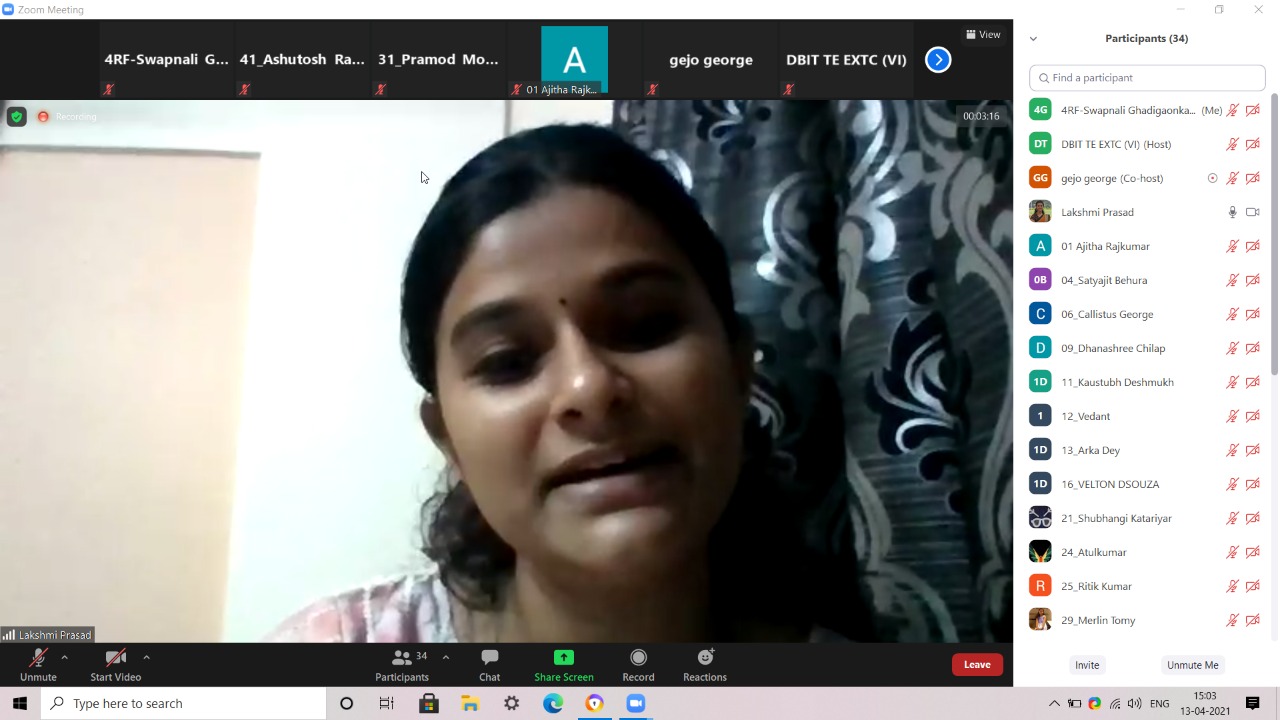 Zoom Meeting
4RF-Swapnali G...
41_Ashutosh Ra...
31_Pramod Mo...
A
01 Ajitha Rajk...
gejo george
DBIT TE EXTC (VI)
View
Recording
00:03:16
Lakshmi Prasad
Participants (34)
Find a participant
4G 4RF-Swapnali Ghadigaonka... (Me)
DT DBIT TE EXTC (VI) (Host)
GG gejo george (Co-host)
Lakshmi Prasad
A 01 Ajitha Rajkumar
0B 04_Satyajit Behura
C 06_Callistus George
D 09_Dhanashree Chilap
1D 11_Kaustubh Deshmukh
1 12_Vedant
1D 13_Arka Dey
1D 16_VELTON DSOUZA
21_Shubhangi Katariyar
24_Atulkumar
R 25_Ritik Kumar
29_Merlin Tomy
Invite
Unmute Me
Unmute
Start Video
34
Participants
Chat
Share Screen
Record
Reactions
Leave
Type here to search
ENG
15:03
13-04-2021